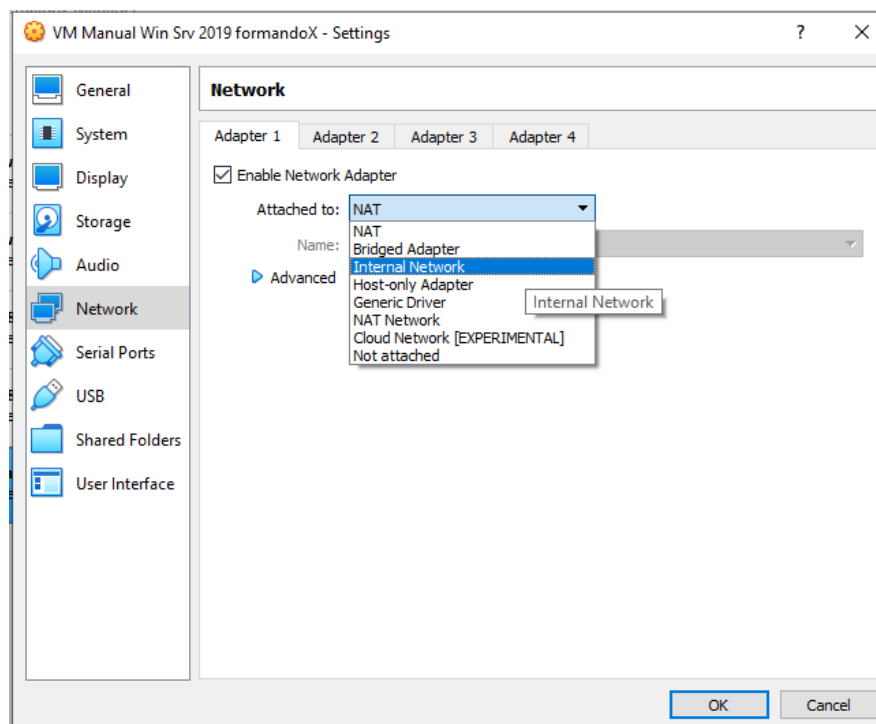 VM Manual Win Srv 2019 formandoX - Settings
?
General
System
Display
Storage
Audio
Network
Serial Ports
USB
Shared Folders
User Interface
Network
Adapter 1
Adapter 2
Adapter 3
Adapter 4
Enable Network Adapter
Attached to: NAT
NAT
Name:
Bridged Adapter
Internal Network
Advanced
Host-only Adapter
Generic Driver
Internal Network
NAT Network
Cloud Network [EXPERIMENTAL]
Not attached
OK
Cancel